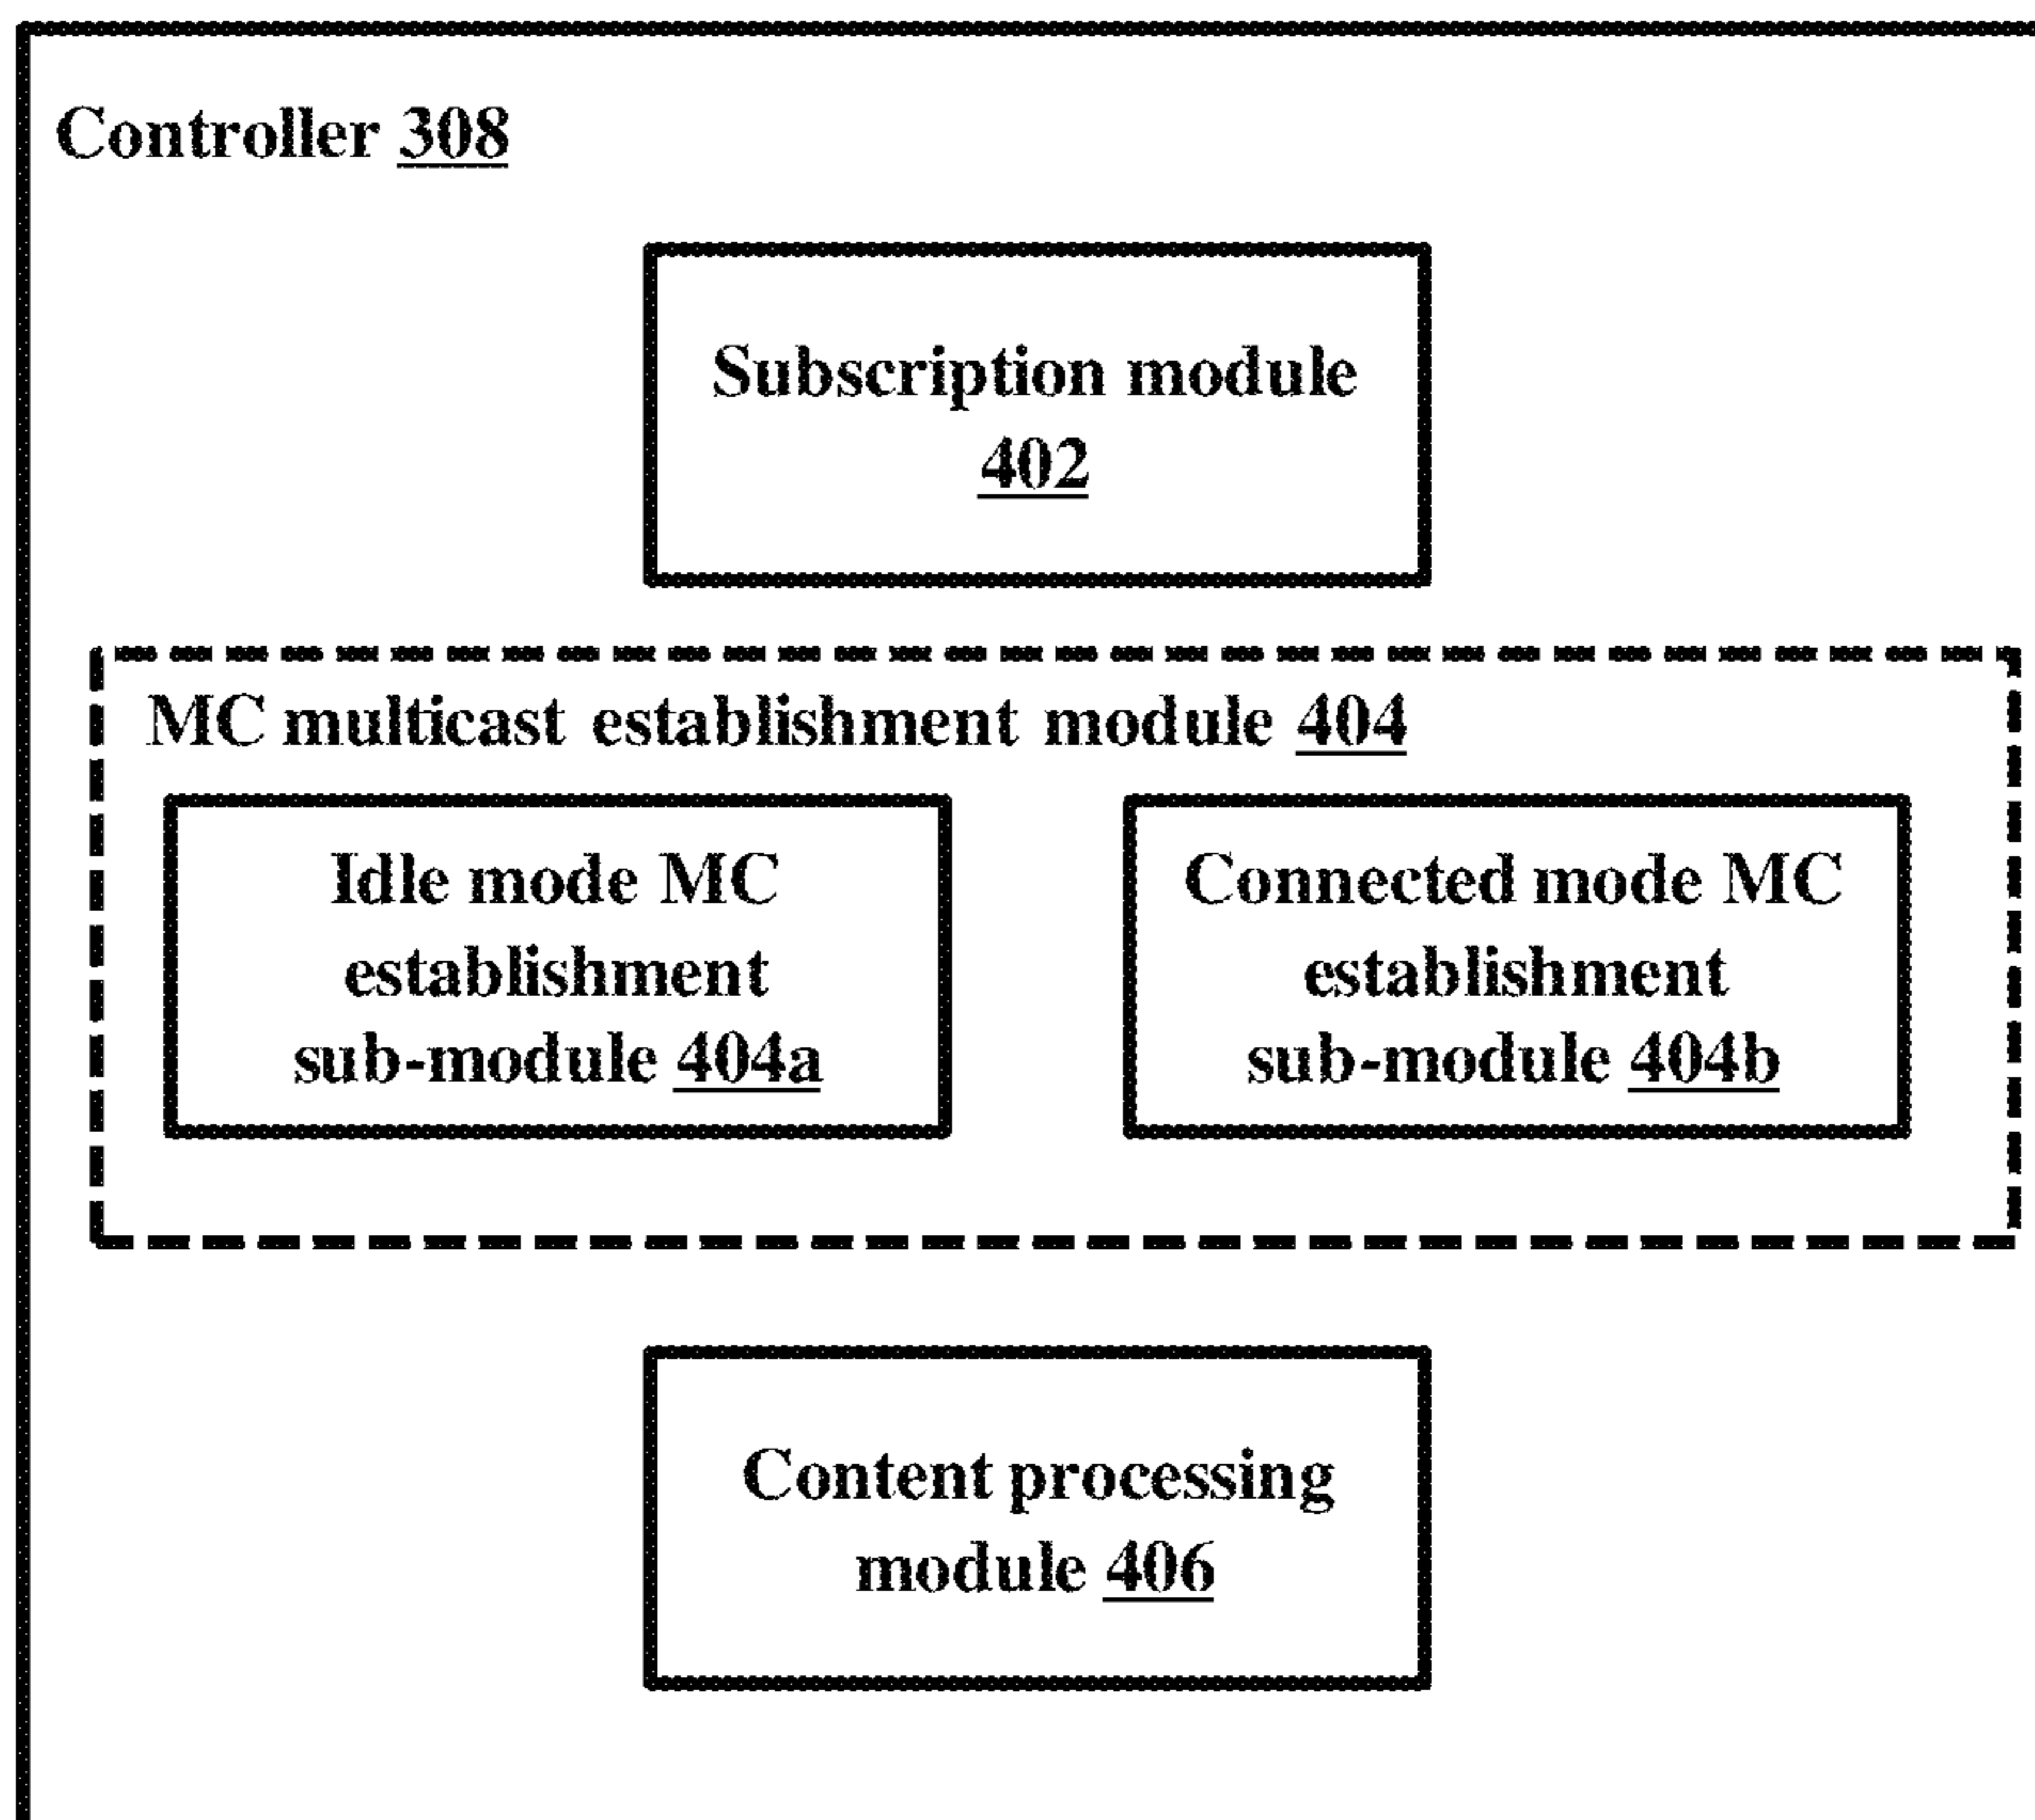 Controller 308
Subscription module
402
MC multicast establishment module 404
Idle mode MC
establishment
sub-module 404a
Connected mode MC
establishment
sub-module 404b
Content processing
module 406